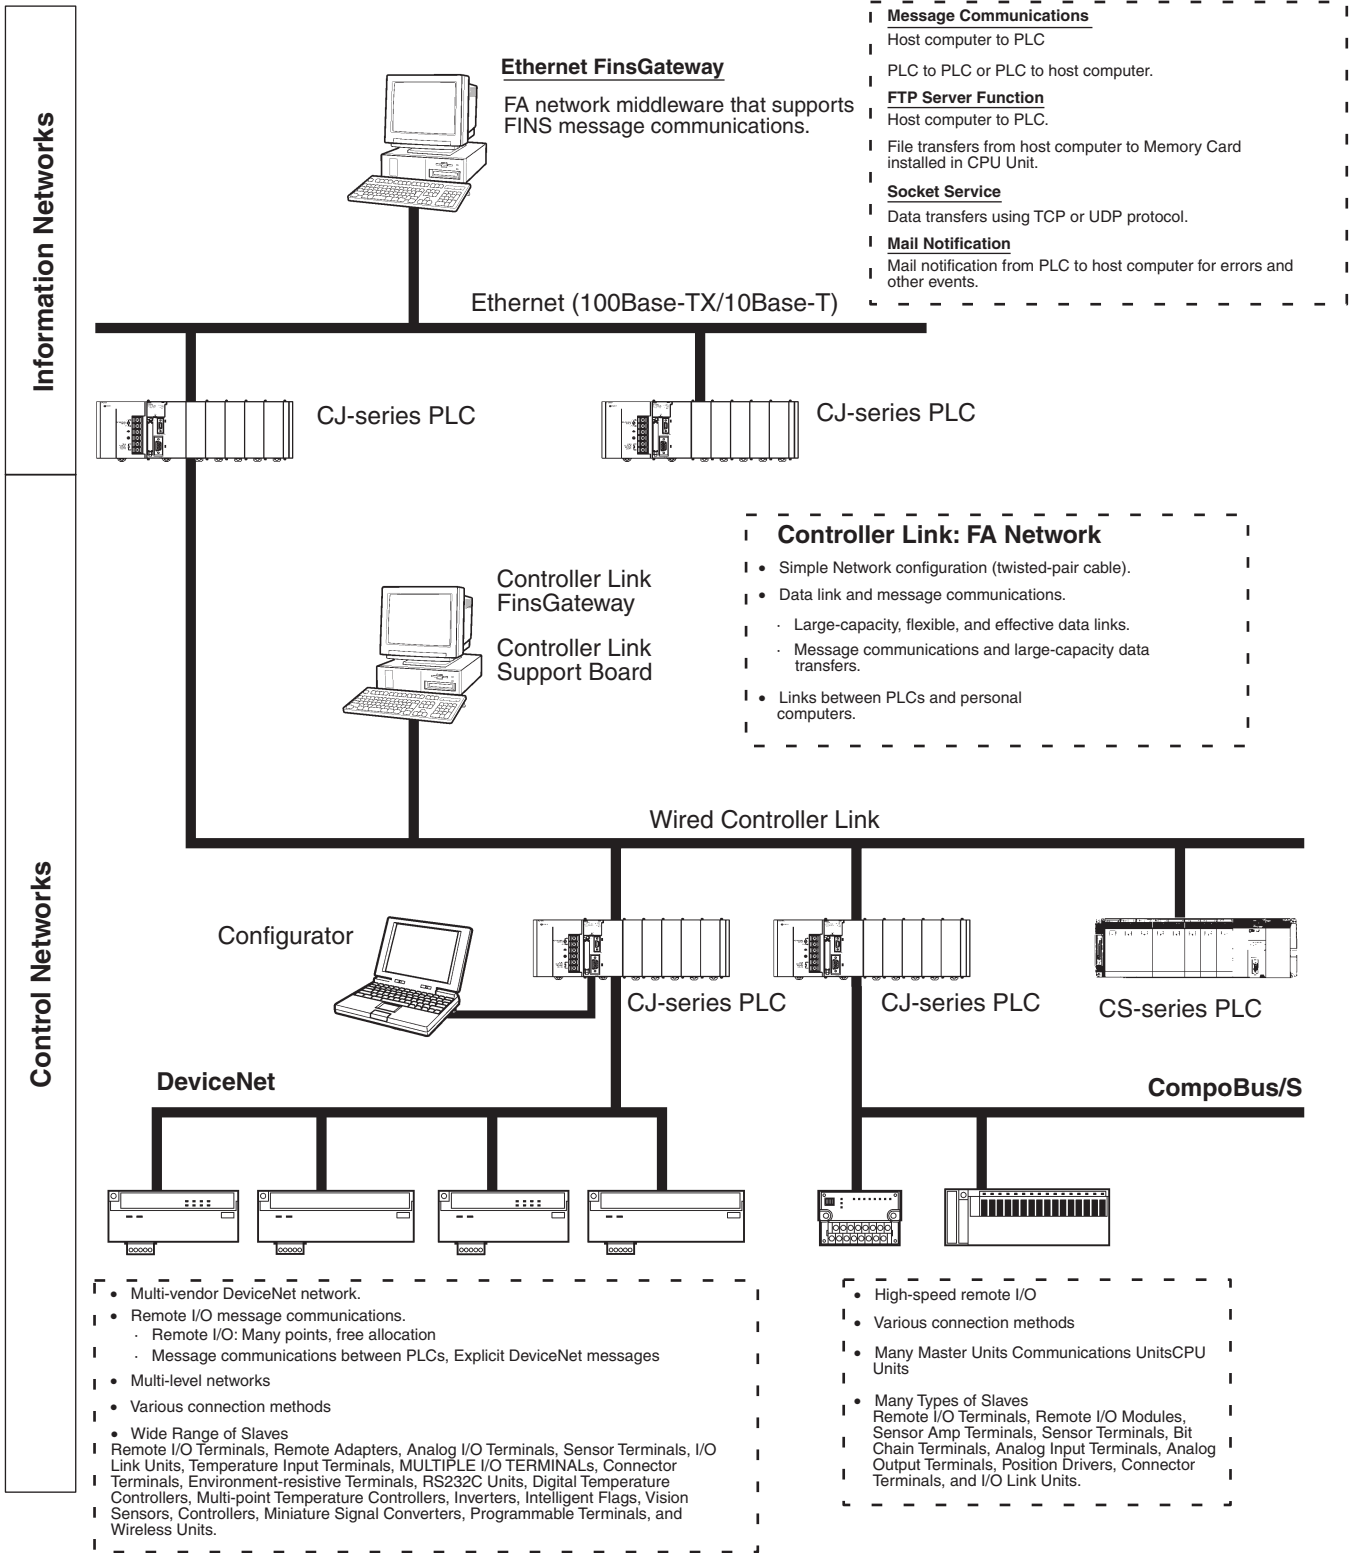 Information Networks
Control Networks
Ethernet FinsGateway
FA network middleware that supports
FINS message communications.
Message Communications
Host computer to PLC
PLC to PLC or PLC to host computer.
FTP Server Function
Host computer to PLC.
File transfers from host computer to Memory Card
installed in CPU Unit.
Socket Service
Data transfers using TCP or UDP protocol.
Mail Notification
Mail notification from PLC to host computer for errors and
other events.
Ethernet (100Base-TX/10Base-T)
CJ-series PLC
CJ-series PLC
Controller Link
FinsGateway
Controller Link
Support Board
Controller Link: FA Network
• Simple Network configuration (twisted-pair cable).
• Data link and message communications.
· Large-capacity, flexible, and effective data links.
· Message communications and large-capacity data
transfers.
• Links between PLCs and personal
computers.
Wired Controller Link
Configurator
CJ-series PLC
CJ-series PLC
CS-series PLC
DeviceNet
CompoBus/S
• Multi-vendor DeviceNet network.
• Remote I/O message communications.
· Remote I/O: Many points, free allocation
· Message communications between PLCs, Explicit DeviceNet messages
• Multi-level networks
• Various connection methods
• Wide Range of Slaves
Remote I/O Terminals, Remote Adapters, Analog I/O Terminals, Sensor Terminals, I/O
Link Units, Temperature Input Terminals, MULTIPLE I/O TERMINALs, Connector
Terminals, Environment-resistive Terminals, RS232C Units, Digital Temperature
Controllers, Multi-point Temperature Controllers, Inverters, Intelligent Flags, Vision
Sensors, Controllers, Miniature Signal Converters, Programmable Terminals, and
Wireless Units.
• High-speed remote I/O
• Various connection methods
• Many Master Units Communications UnitsCPU
Units
• Many Types of Slaves
Remote I/O Terminals, Remote I/O Modules,
Sensor Amp Terminals, Sensor Terminals, Bit
Chain Terminals, Analog Input Terminals, Analog
Output Terminals, Position Drivers, Connector
Terminals, and I/O Link Units.